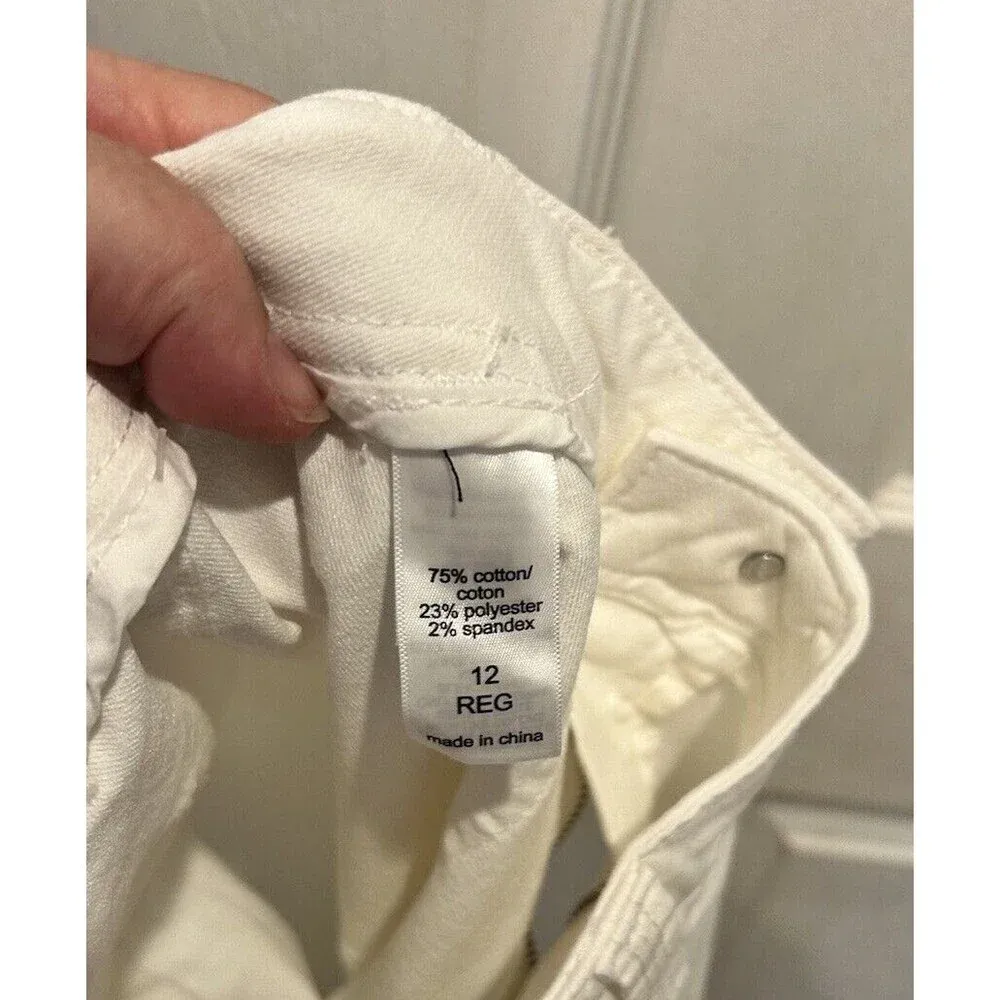 75% cotton/
coton
23% polyester
2% spandex
12
REG
made in china